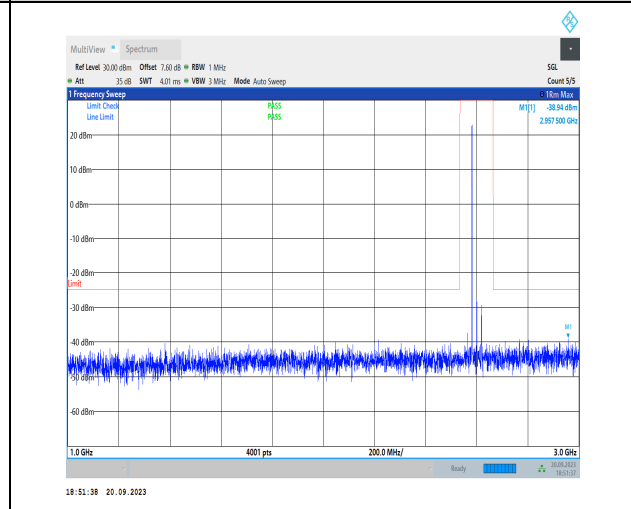 MultiView Spectrum
Ref Level 30.00 dBm Offset 7.60 dB RBW 1 MHz SGL
Att 35 dB SWT 4.01 ms VBW 3 MHz Mode Auto Sweep Count 5/5
1 Frequency Sweep 1Rm Max
Limit Check PASS M1[1] -38.94 dBm
Line Limit PASS 2.957 500 GHz
20 dBm
10 dBm
0 dBm
-10 dBm
-20 dBm
Limit
-30 dBm
M1
-40 dBm
-50 dBm
-60 dBm
1.0 GHz 4001 pts 200.0 MHz/ 3.0 GHz
Ready 20.09.2023
18:51:37
18:51:38 20.09.2023